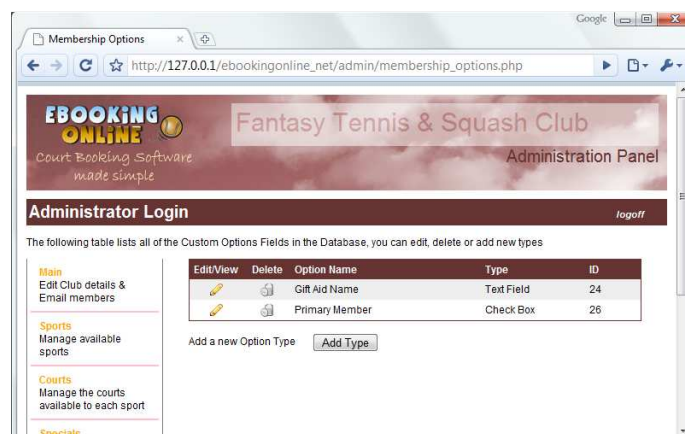 Google
Membership Options
http://127.0.0.1/ebookingonline_net/admin/membership_options.php
EBOOKING
ONLINE
Court Booking Software
made simple
Fantasy Tennis & Squash Club
Administration Panel
Administrator Login
logoff
The following table lists all of the Custom Options Fields in the Database, you can edit, delete or add new types
Main
Edit Club details &
Email members
Sports
Manage available
sports
Courts
Manage the courts
available to each sport
Specials
Edit/View Delete Option Name Type ID
Gift Aid Name Text Field 24
Primary Member Check Box 26
Add a new Option Type Add Type